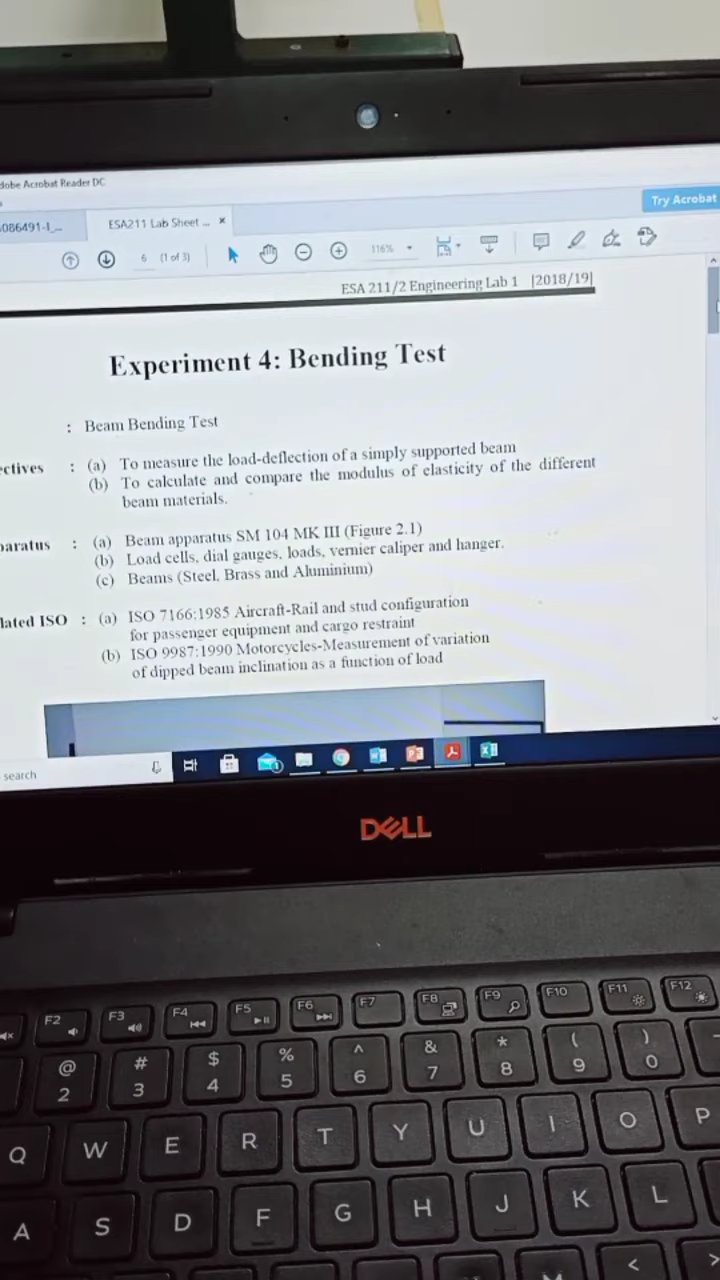 dobe Acrobat Reader DC
Try Acrobat
086491-I_...
ESA211 Lab Sheet ... ×
6 (1 of 3)
116%
ESA 211/2 Engineering Lab 1 |2018/19|
Experiment 4: Bending Test
: Beam Bending Test
ectives : (a) To measure the load-deflection of a simply supported beam
(b) To calculate and compare the modulus of elasticity of the different
beam materials.
paratus : (a) Beam apparatus SM 104 MK III (Figure 2.1)
(b) Load cells, dial gauges, loads, vernier caliper and hanger.
(c) Beams (Steel, Brass and Aluminium)
lated ISO : (a) ISO 7166:1985 Aircraft-Rail and stud configuration
for passenger equipment and cargo restraint
(b) ISO 9987:1990 Motorcycles-Measurement of variation
of dipped beam inclination as a function of load
search
DELL
F2 F3 F4 F5 F6 F7 F8 F9 F10 F11 F12
@ # $ % ^ & * ( )
2 3 4 5 6 7 8 9 0
Q W E R T Y U I O P
A S D F G H J K L
< >